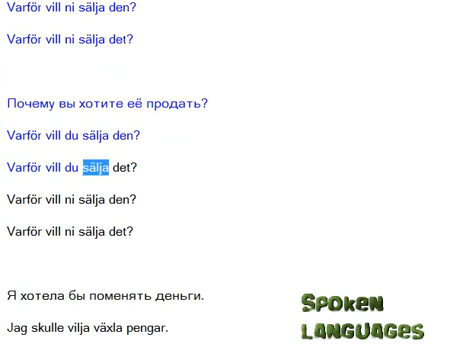 Varför vill ni sälja den?
Varför vill ni sälja det?
Почему вы хотите её продать?
Varför vill du sälja den?
Varför vill du sälja det?
Varför vill ni sälja den?
Varför vill ni sälja det?
Я хотела бы поменять деньги.
Jag skulle vilja växla pengar.
SPOKEN
LANGUAGES